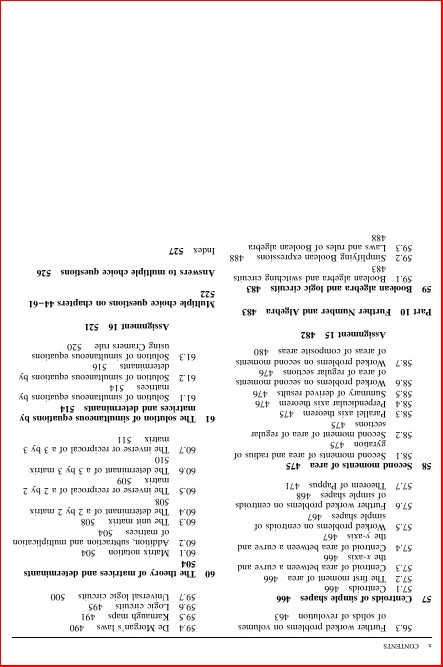 x CONTENTS
56.3 Further worked problems on volumes
of solids of revolution 463
57 Centroids of simple shapes 466
57.1 Centroids 466
57.2 The first moment of area 466
57.3 Centroid of area between a curve and
the x-axis 466
57.4 Centroid of area between a curve and
the y-axis 467
57.5 Worked problems on centroids of
simple shapes 467
57.6 Further worked problems on centroids
of simple shapes 468
57.7 Theorem of Pappus 471
58 Second moments of area 475
58.1 Second moments of area and radius of
gyration 475
58.2 Second moment of area of regular
sections 475
58.3 Parallel axis theorem 475
58.4 Perpendicular axis theorem 476
58.5 Summary of derived results 476
58.6 Worked problems on second moments
of area of regular sections 476
58.7 Worked problems on second moments
of areas of composite areas 480
Assignment 15 482
Part 10 Further Number and Algebra 483
59 Boolean algebra and logic circuits 483
59.1 Boolean algebra and switching circuits
483
59.2 Simplifying Boolean expressions 488
59.3 Laws and rules of Boolean algebra
488
59.4 De Morgan's laws 490
59.5 Karnaugh maps 491
59.6 Logic circuits 495
59.7 Universal logic circuits 500
60 The theory of matrices and determinants
504
60.1 Matrix notation 504
60.2 Addition, subtraction and multiplication
of matrices 504
60.3 The unit matrix 508
60.4 The determinant of a 2 by 2 matrix
508
60.5 The inverse or reciprocal of a 2 by 2
matrix 509
60.6 The determinant of a 3 by 3 matrix
510
60.7 The inverse or reciprocal of a 3 by 3
matrix 511
61 The solution of simultaneous equations by
matrices and determinants 514
61.1 Solution of simultaneous equations by
matrices 514
61.2 Solution of simultaneous equations by
determinants 516
61.3 Solution of simultaneous equations
using Cramers rule 520
Assignment 16 521
Multiple choice questions on chapters 44–61
522
Answers to multiple choice questions 526
Index 527